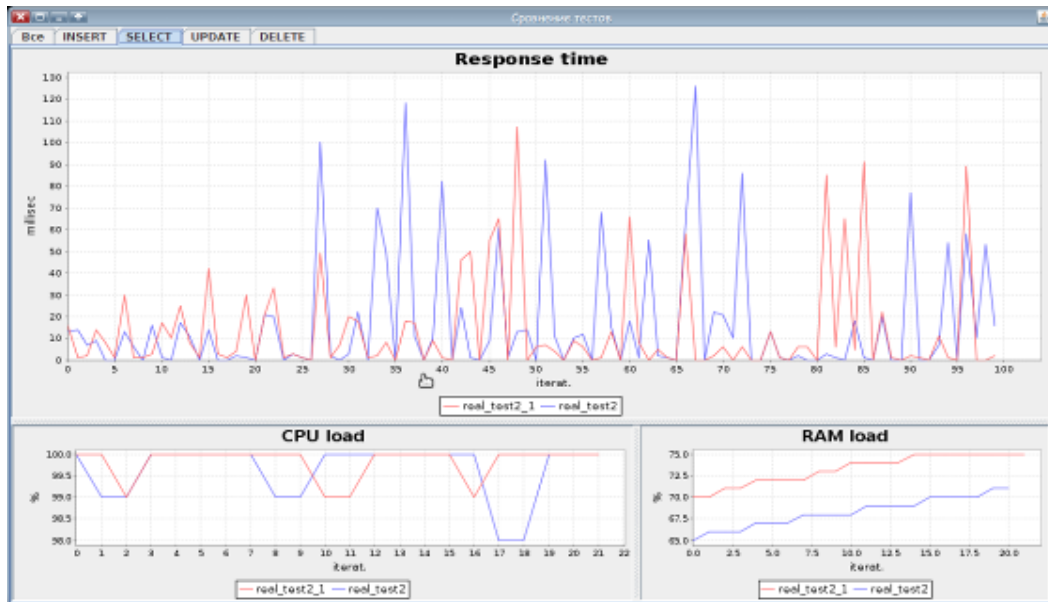 Сравнение тестов
Все INSERT SELECT UPDATE DELETE
Response time
130
120
110
100
90
80
70
60
50
40
30
20
10
0
milisec
0 5 10 15 20 25 27 30 35 40 45 50 55 60 65 70 75 80 85 90 95 100
iterat.
real_test2_1 real_test2
CPU load
100.0
99.5
99.0
98.5
98.0
%
0 1 2 3 4 5 6 7 8 9 10 11 12 13 14 15 16 17 18 19 20 21 22
iterat.
real_test2_1 real_test2
RAM load
75.0
72.5
70.0
67.5
65.0
%
0.0 2.5 5.0 7.5 10.0 12.5 15.0 17.5 20.0
iterat.
real_test2_1 real_test2